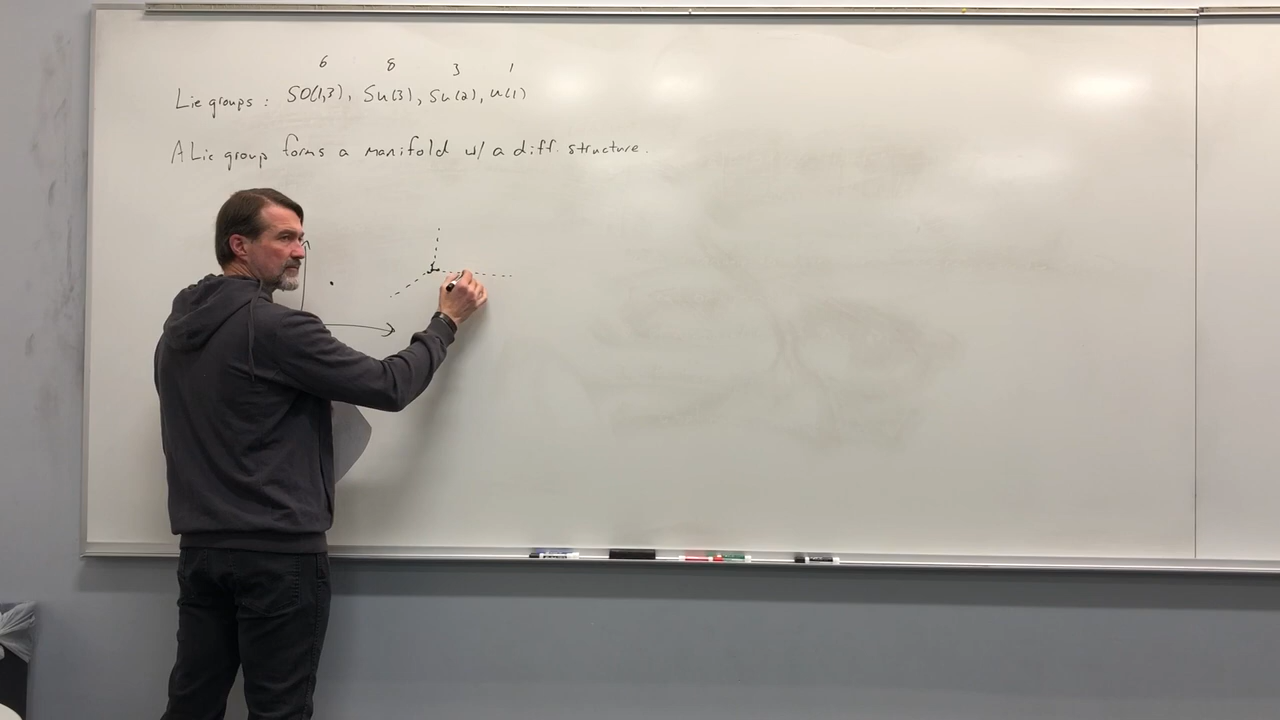 6 8 3 1
Lie groups : SO(1,3), SU(3), SU(2), U(1)
A Lie group forms a manifold w/ a diff. structure.